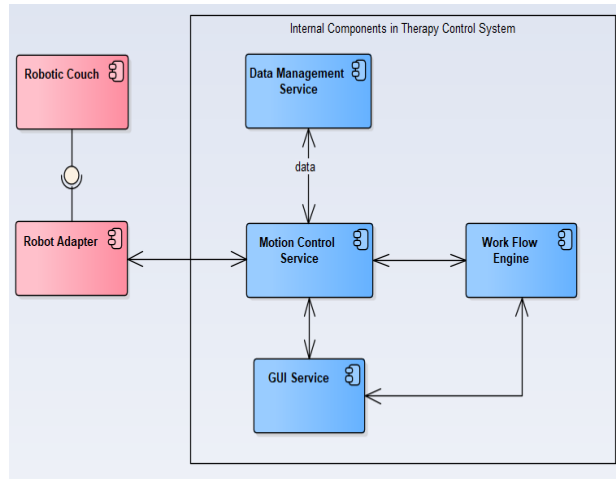 Internal Components in Therapy Control System
Robotic Couch
Data Management
Service
data
Robot Adapter
Motion Control
Service
Work Flow
Engine
GUI Service